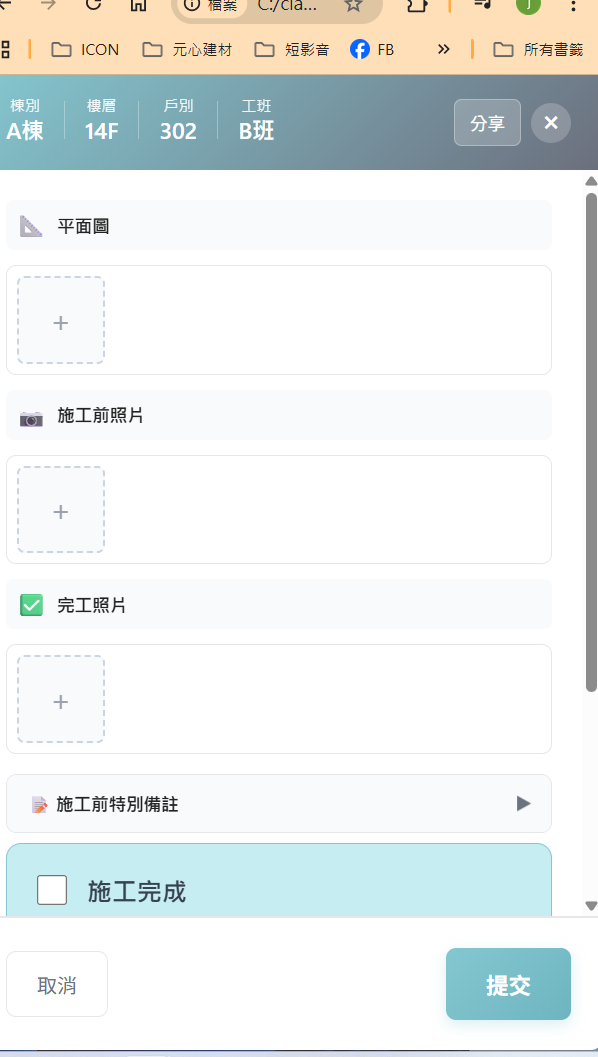 檔案 C:/cla...
ICON 元心建材 短影音 FB 所有書籤
棟別 樓層 戶別 工班
A棟 14F 302 B班
分享
平面圖
+
施工前照片
+
完工照片
+
施工前特別備註
施工完成
取消 提交